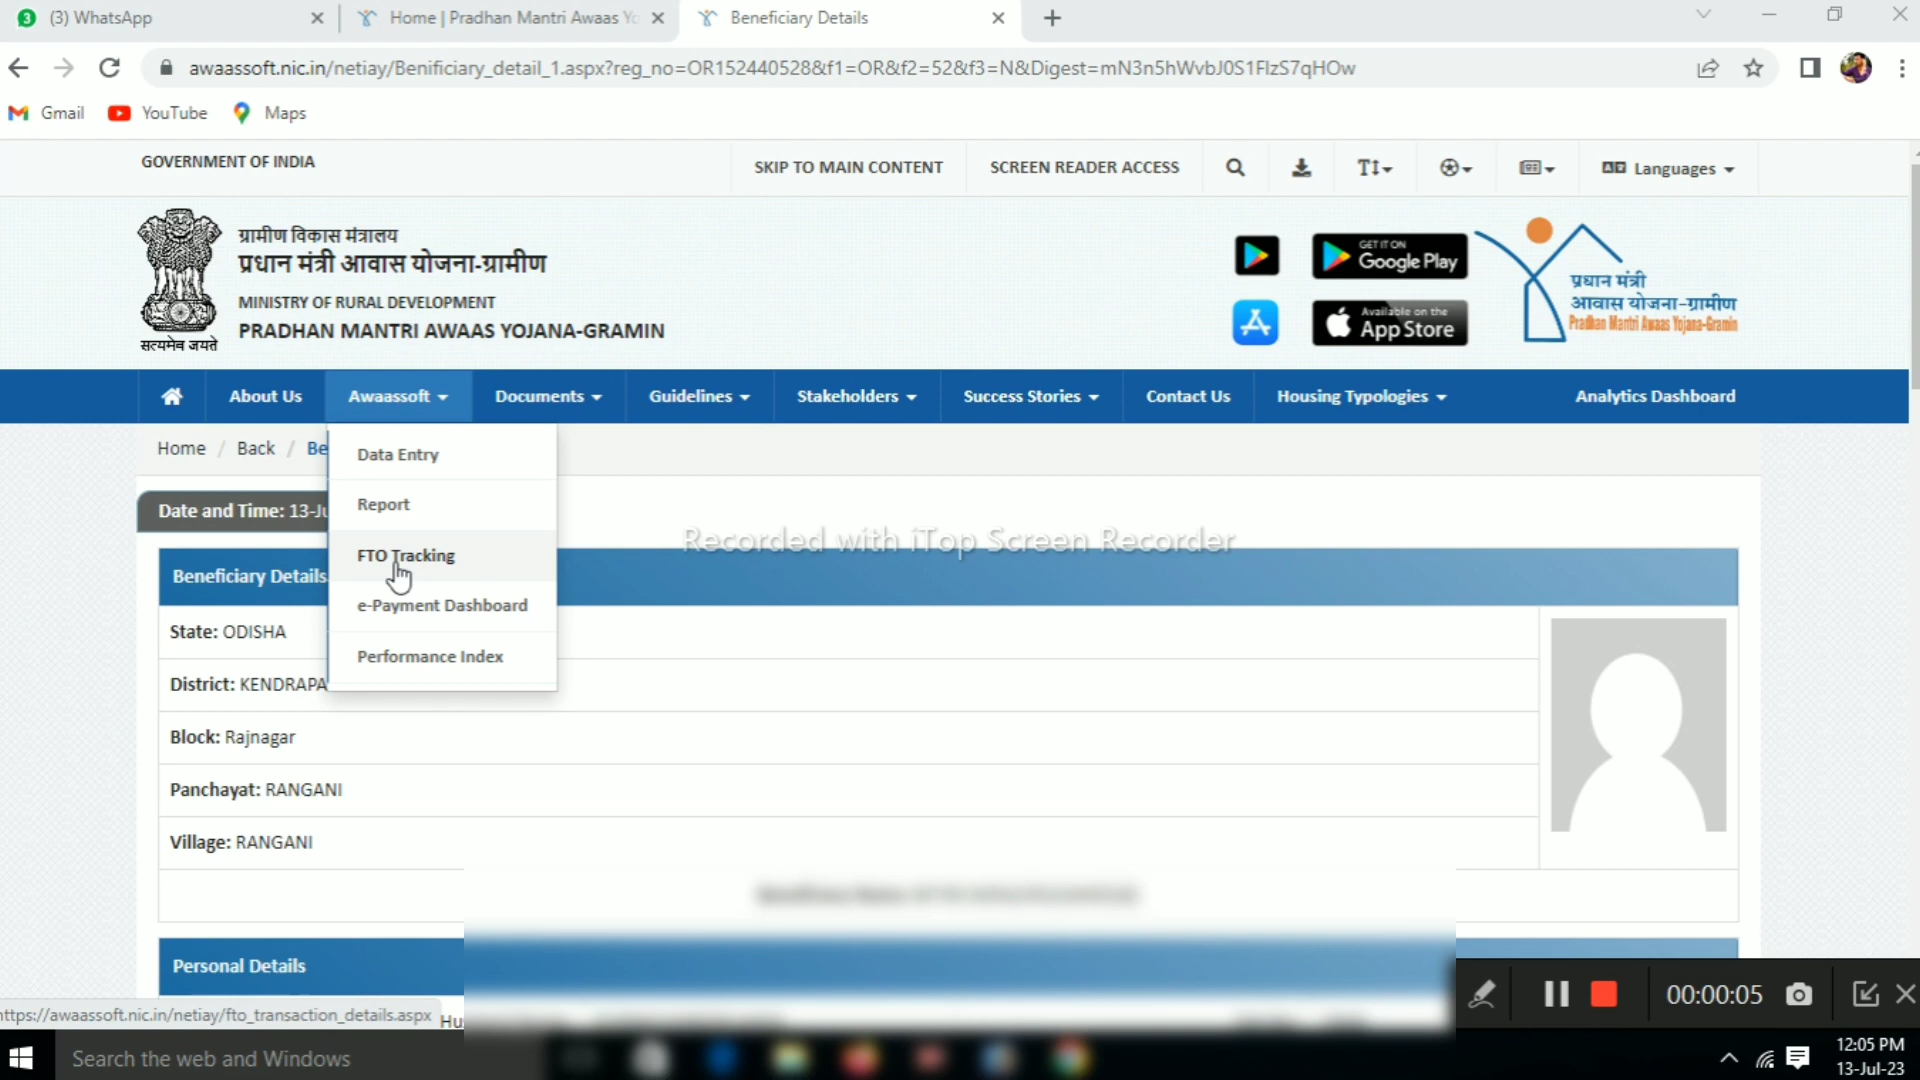 3 (3) WhatsApp
Home | Pradhan Mantri Awaas Yo
Beneficiary Details
awaassoft.nic.in/netiay/Benificiary_detail_1.aspx?reg_no=OR152440528&f1=OR&f2=52&f3=N&Digest=mN3n5hWvbJ0S1FIzS7qHOw
Gmail YouTube Maps
GOVERNMENT OF INDIA
SKIP TO MAIN CONTENT SCREEN READER ACCESS Languages
ग्रामीण विकास मंत्रालय
प्रधान मंत्री आवास योजना-ग्रामीण
MINISTRY OF RURAL DEVELOPMENT
PRADHAN MANTRI AWAAS YOJANA-GRAMIN
सत्यमेव जयते
GET IT ON
Google Play
Available on the
App Store
प्रधान मंत्री
आवास योजना-ग्रामीण
Pradhan Mantri Awaas Yojana-Gramin
About Us Awaassoft Documents Guidelines Stakeholders Success Stories Contact Us Housing Typologies Analytics Dashboard
Home / Back / Be
Data Entry
Report
FTO Tracking
e-Payment Dashboard
Performance Index
Date and Time: 13-Ju
Recorded with iTop Screen Recorder
Beneficiary Details
State: ODISHA
District: KENDRAPA
Block: Rajnagar
Panchayat: RANGANI
Village: RANGANI
Personal Details
00:00:05
ttps://awaassoft.nic.in/netiay/fto_transaction_details.aspx
Hu
Search the web and Windows
12:05 PM
13-Jul-23